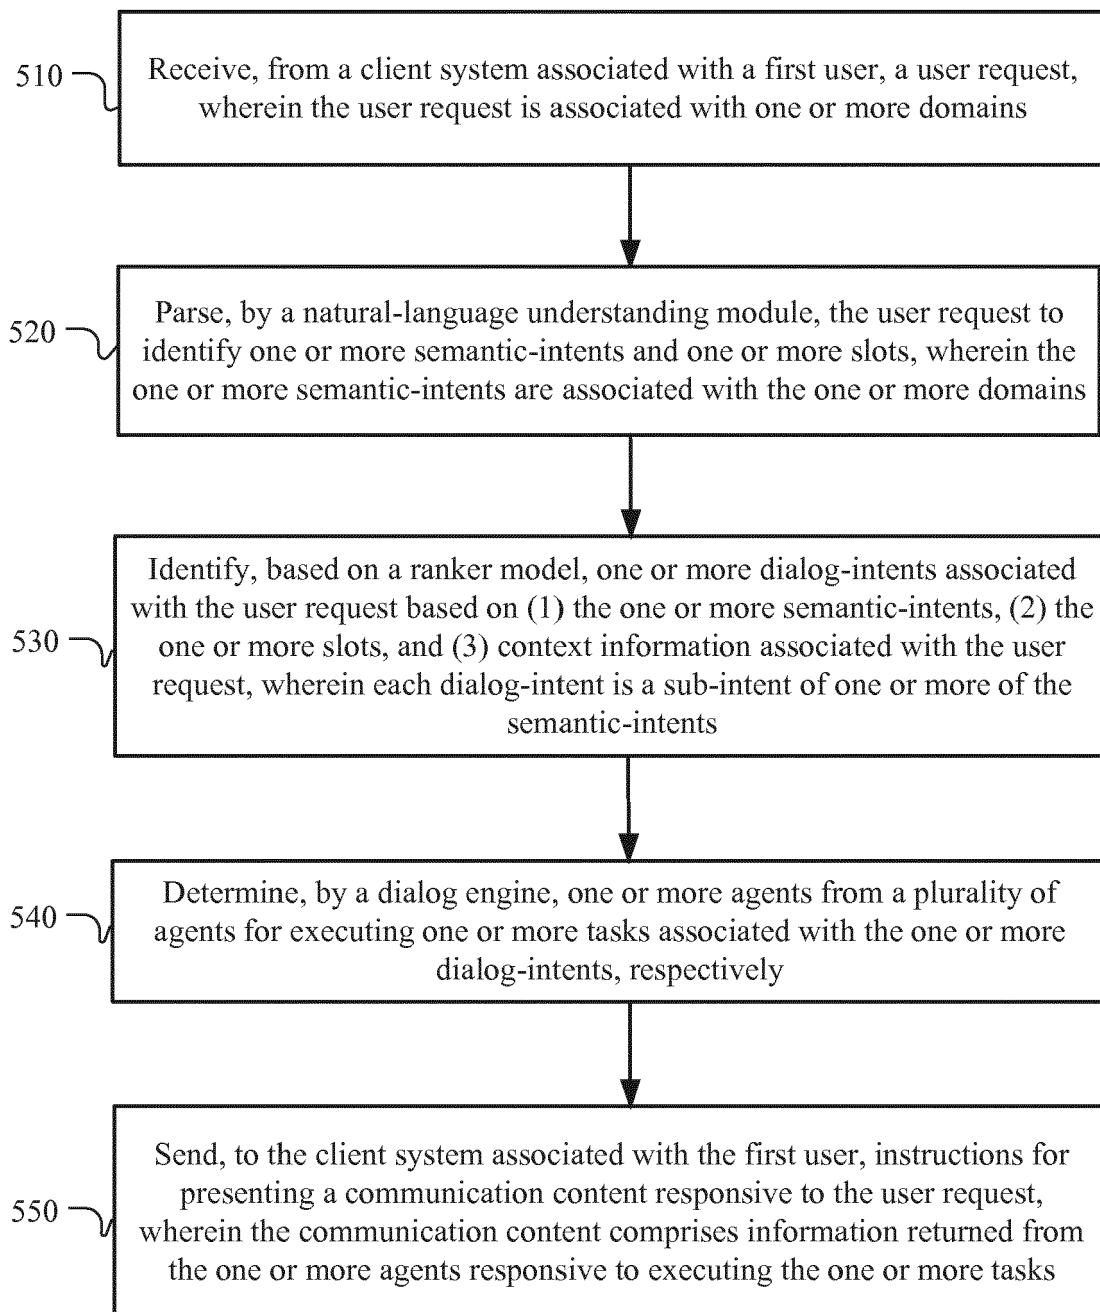 510
Receive, from a client system associated with a first user, a user request,
wherein the user request is associated with one or more domains
520
Parse, by a natural-language understanding module, the user request to
identify one or more semantic-intents and one or more slots, wherein the
one or more semantic-intents are associated with the one or more domains
530
Identify, based on a ranker model, one or more dialog-intents associated
with the user request based on (1) the one or more semantic-intents, (2) the
one or more slots, and (3) context information associated with the user
request, wherein each dialog-intent is a sub-intent of one or more of the
semantic-intents
540
Determine, by a dialog engine, one or more agents from a plurality of
agents for executing one or more tasks associated with the one or more
dialog-intents, respectively
550
Send, to the client system associated with the first user, instructions for
presenting a communication content responsive to the user request,
wherein the communication content comprises information returned from
the one or more agents responsive to executing the one or more tasks